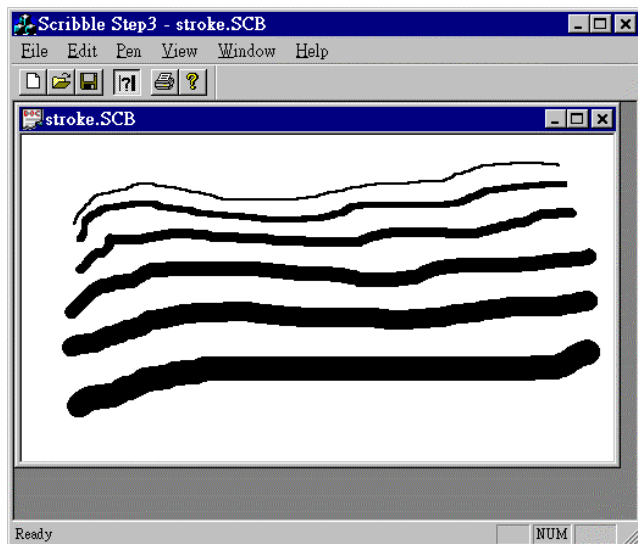 Scribble Step3 - stroke.SCB
File Edit Pen View Window Help
?
?
stroke.SCB
Ready NUM